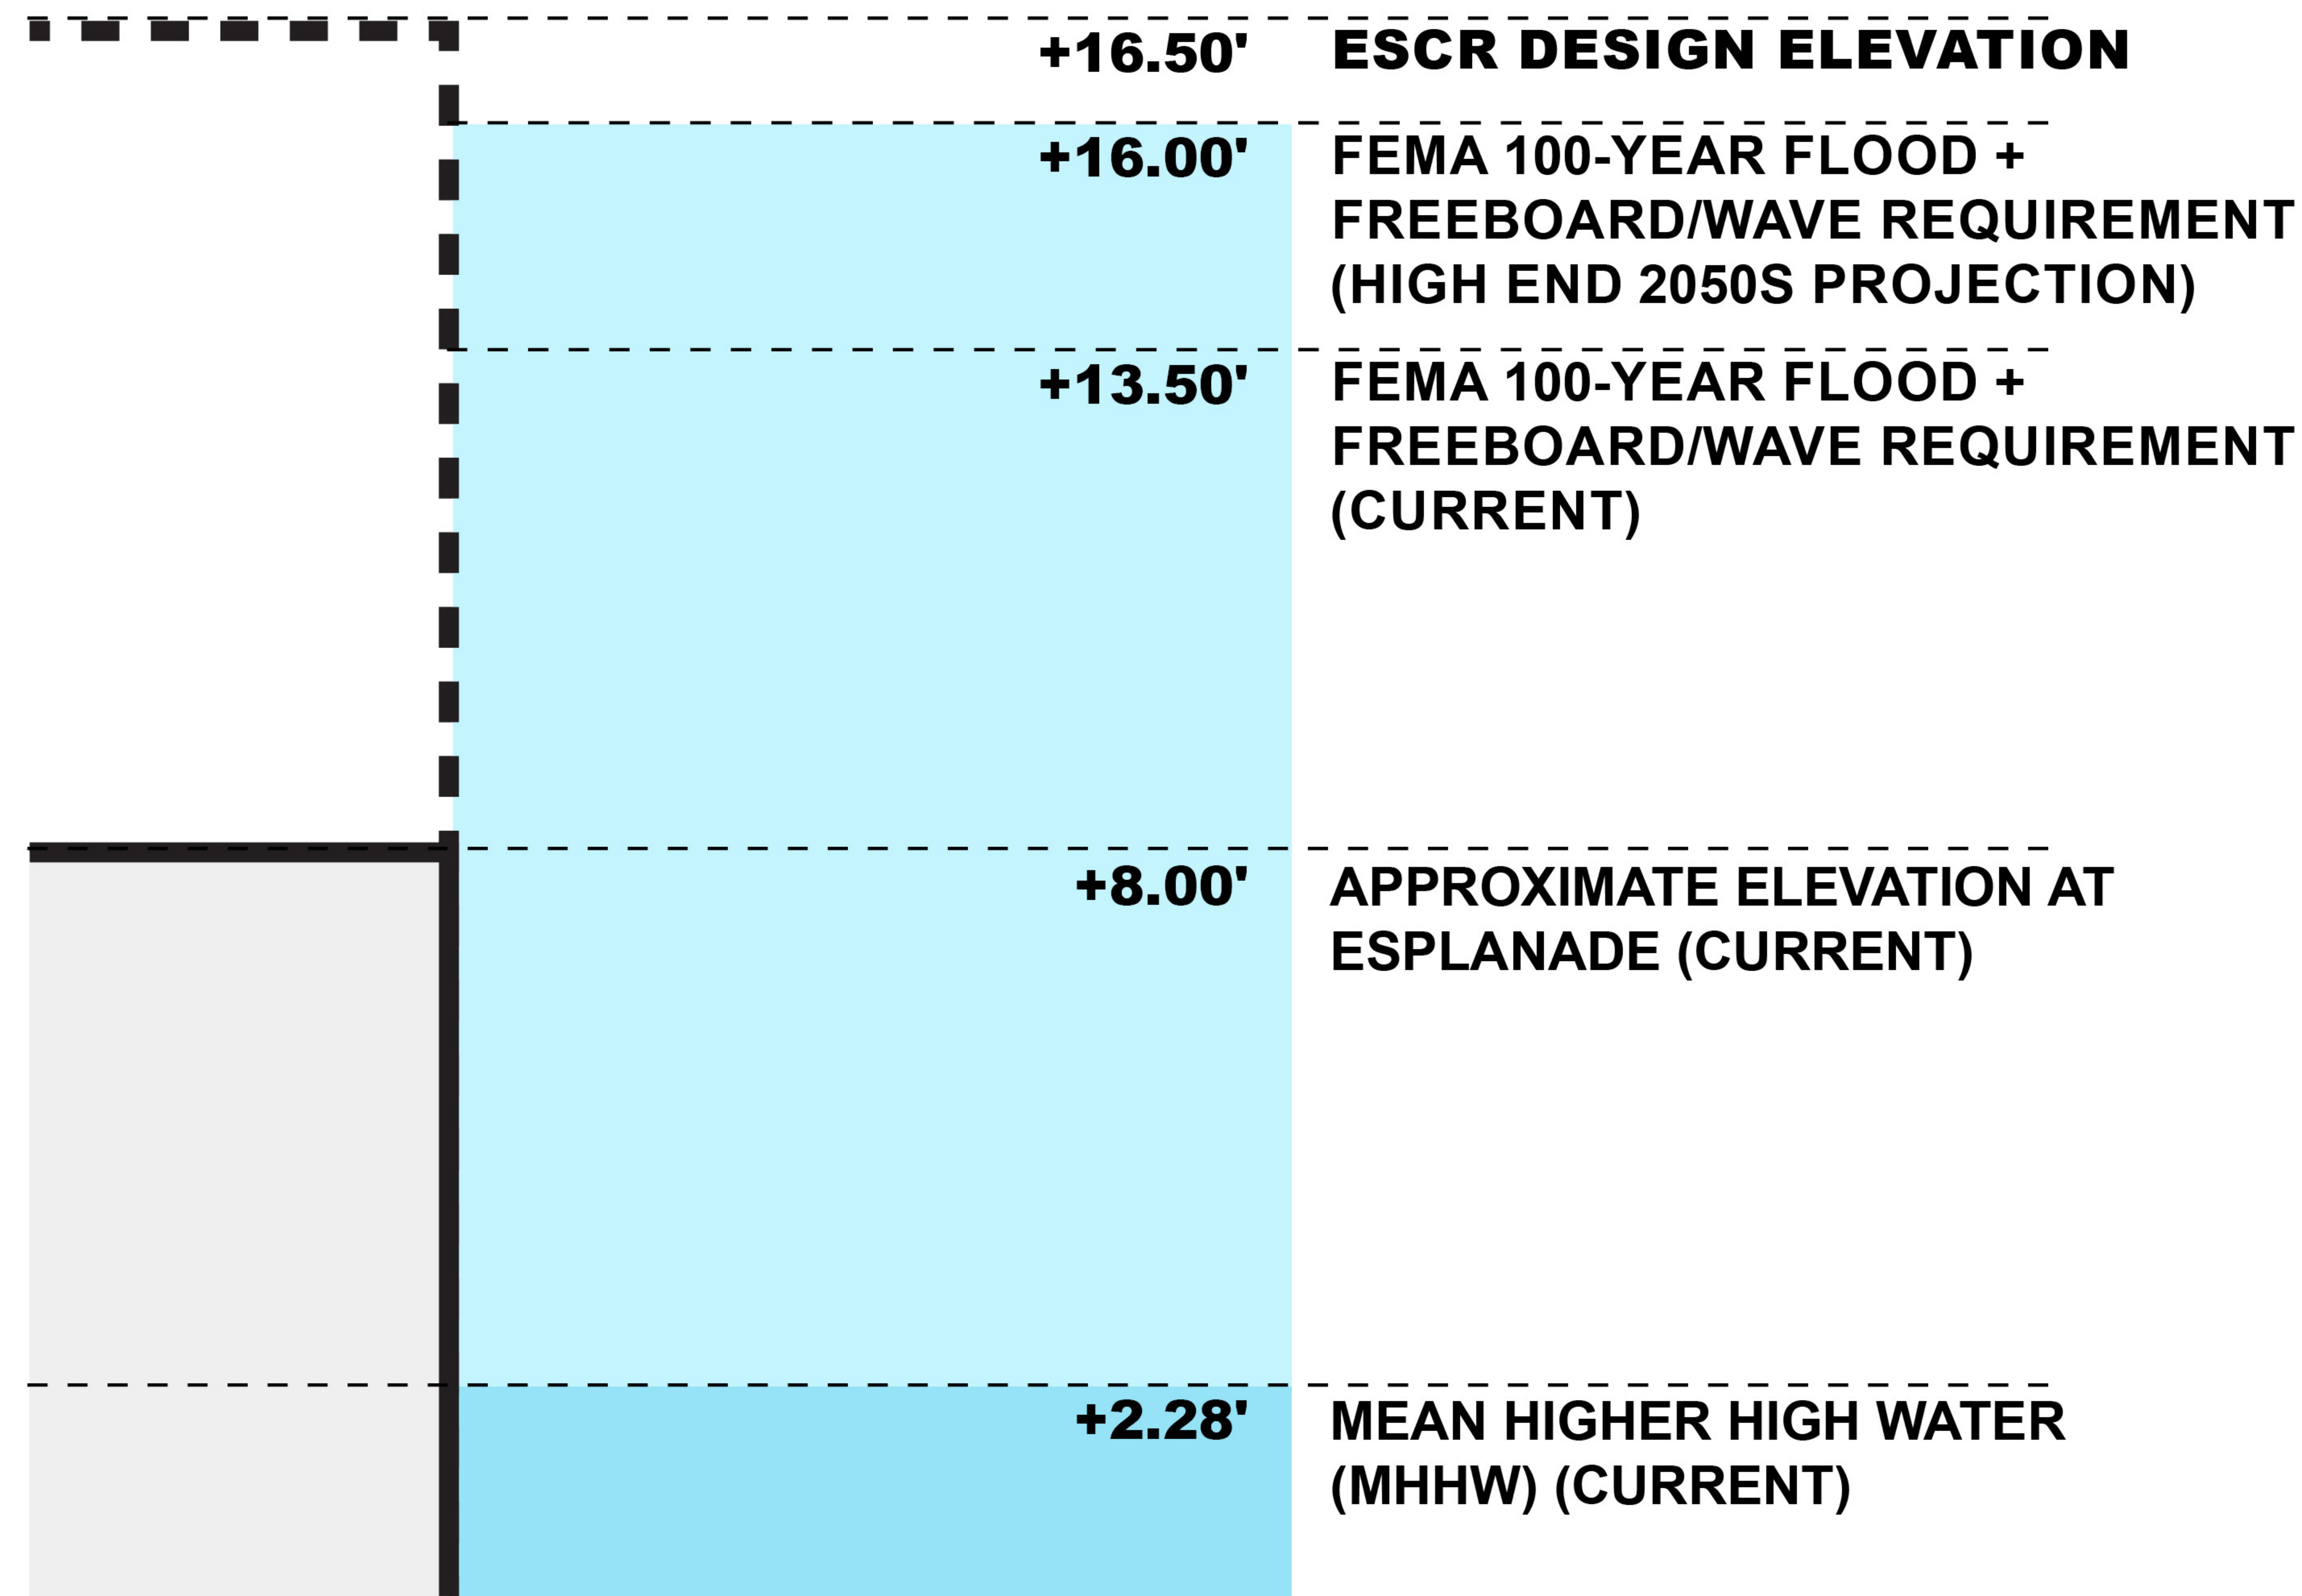 +16.50' ESCR DESIGN ELEVATION
+16.00' FEMA 100-YEAR FLOOD +
FREEBOARD/WAVE REQUIREMENT
(HIGH END 2050S PROJECTION)
+13.50' FEMA 100-YEAR FLOOD +
FREEBOARD/WAVE REQUIREMENT
(CURRENT)
+8.00' APPROXIMATE ELEVATION AT
ESPLANADE (CURRENT)
+2.28' MEAN HIGHER HIGH WATER
(MHHW) (CURRENT)